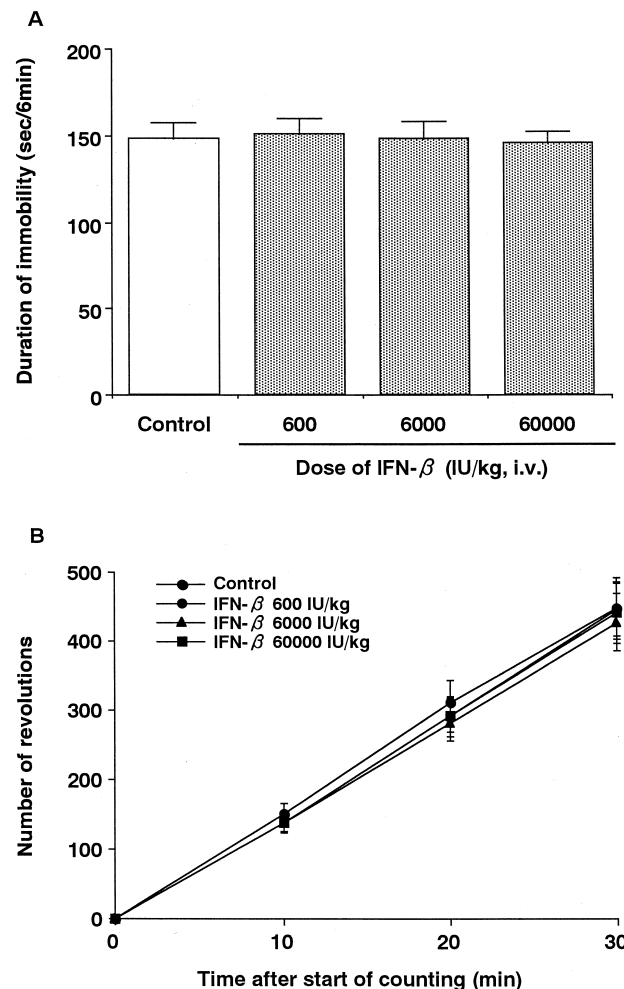 A
Duration of immobility (sec/6min)
200
150
100
50
0
Control
600
6000
60000
Dose of IFN-β (IU/kg, i.v.)
B
Number of revolutions
500
400
300
200
100
0
Control
IFN-β 600 IU/kg
IFN-β 6000 IU/kg
IFN-β 60000 IU/kg
0
10
20
30
Time after start of counting (min)